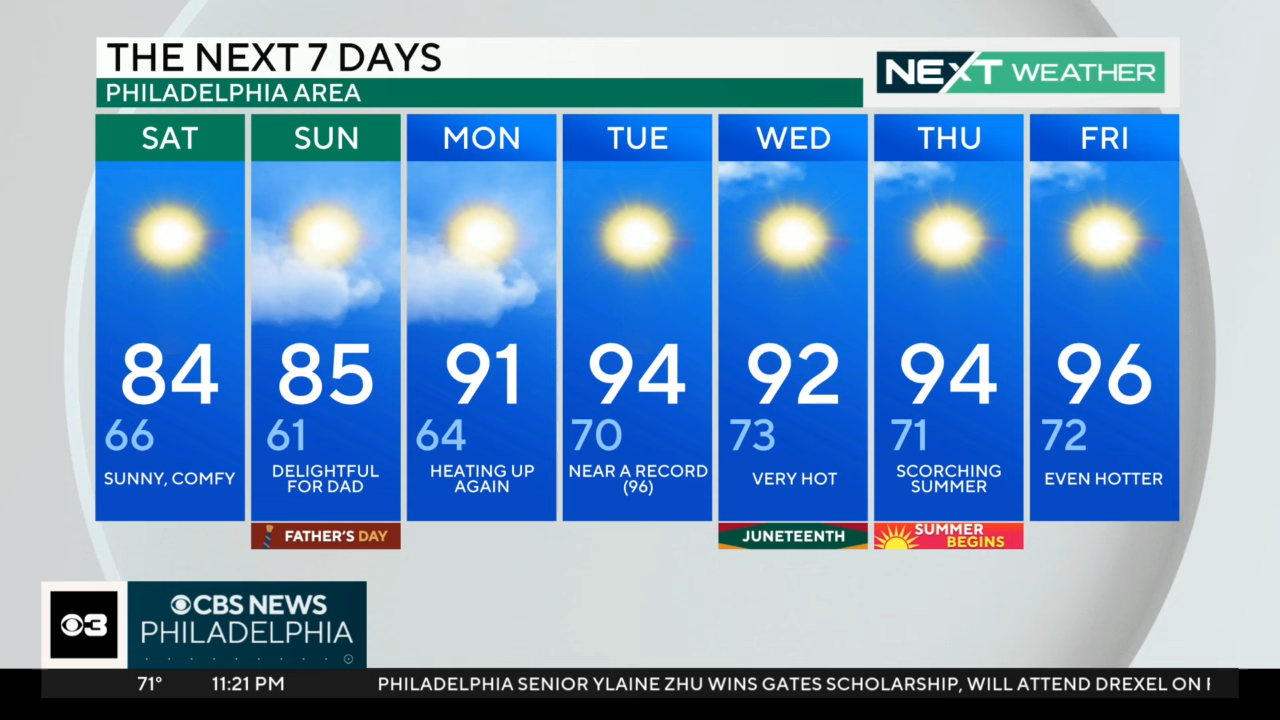 THE NEXT 7 DAYS
NEXT WEATHER
PHILADELPHIA AREA
SAT
84
66
SUNNY, COMFY
SUN
85
61
DELIGHTFUL
FOR DAD
FATHER'S DAY
MON
91
64
HEATING UP
AGAIN
TUE
94
70
NEAR A RECORD
(96)
WED
92
73
VERY HOT
JUNETEENTH
THU
94
71
SCORCHING
SUMMER
SUMMER
BEGINS
FRI
96
72
EVEN HOTTER
3
CBS NEWS
PHILADELPHIA
71° 11:21 PM PHILADELPHIA SENIOR YLAINE ZHU WINS GATES SCHOLARSHIP, WILL ATTEND DREXEL ON